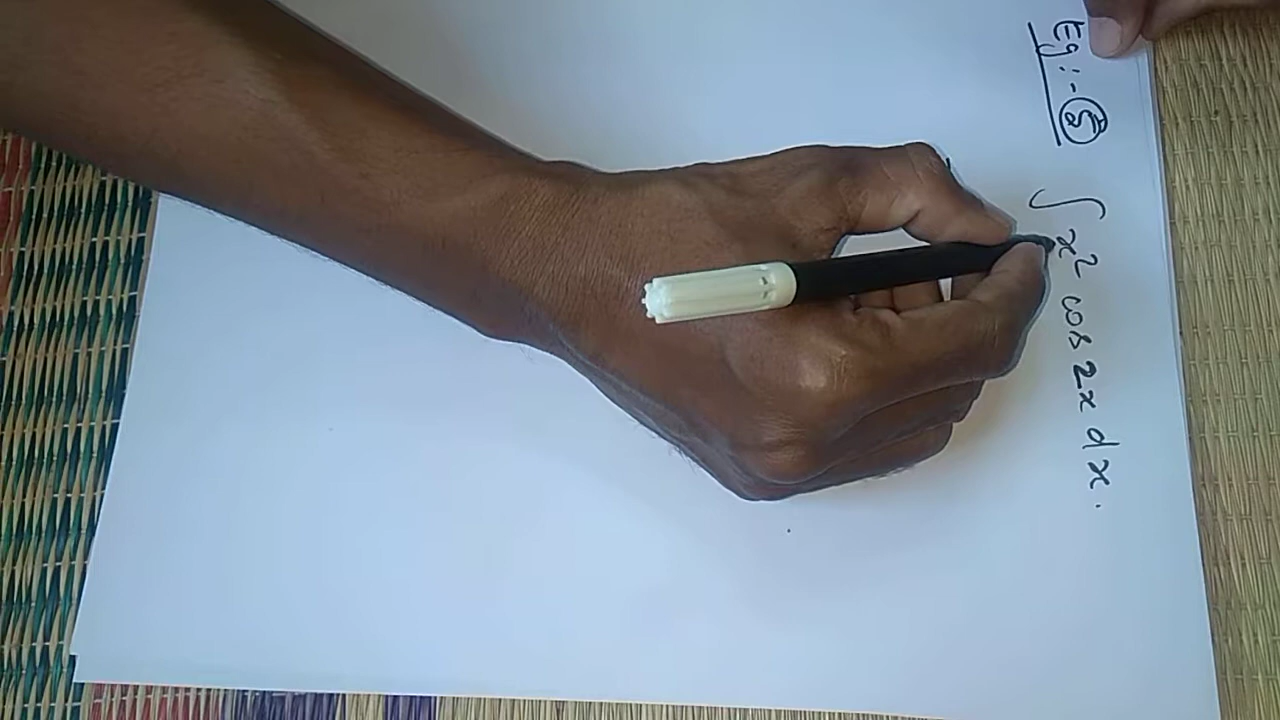 Eg:- ⑤
∫ x² cos 2x dx.